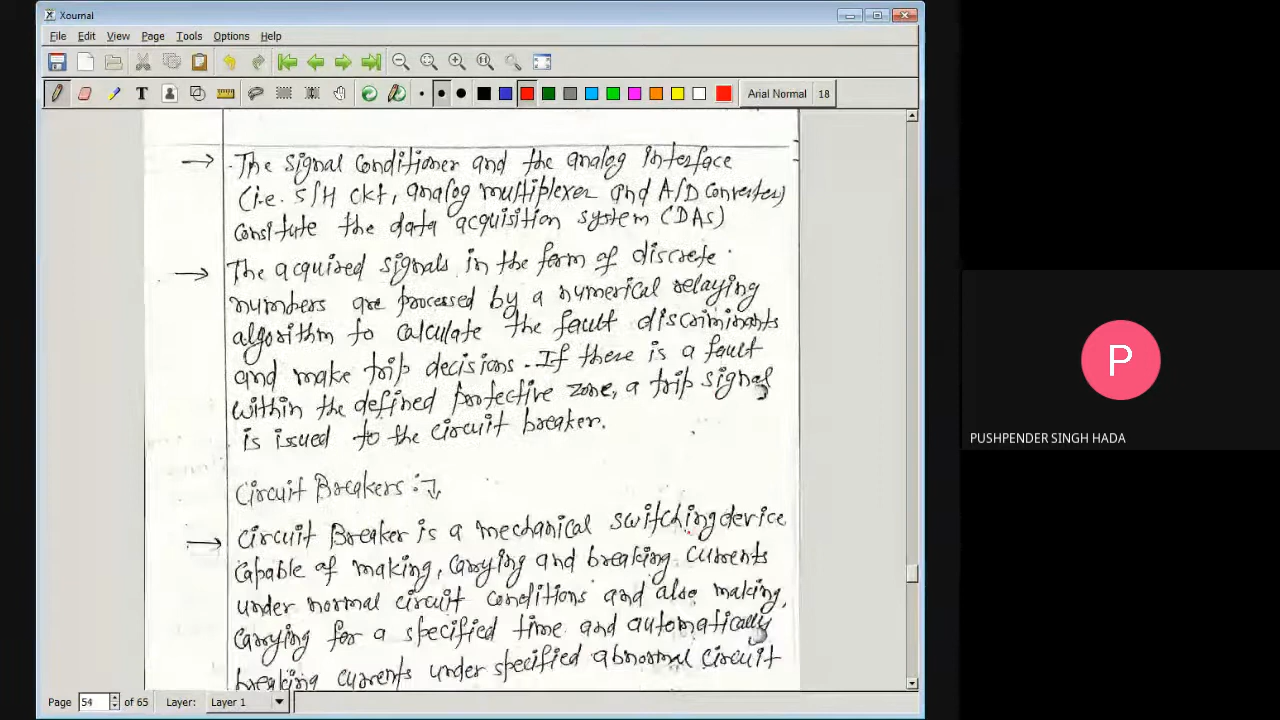 Xournal
File Edit View Page Tools Options Help
T Arial Normal 18
→ The signal conditioner and the analog interface
(i.e. S/H ckt, analog multiplexer and A/D converter)
consitute the data acquisition system (DAS)
→ The acquired signals in the form of discrete
numbers are processed by a numerical relaying
algorithm to calculate the fault discriminants
and make trip decisions. If there is a fault
within the defined protective zone, a trip signal
is issued to the circuit breaker.
Circuit Breakers :-
→ Circuit Breaker is a mechanical switching device
capable of making, carrying and breaking currents
under normal circuit conditions and also making,
carrying for a specified time and automatically
breaking currents under specified abnormal circuit
Page 54 of 65 Layer: Layer 1
P
PUSHPENDER SINGH HADA